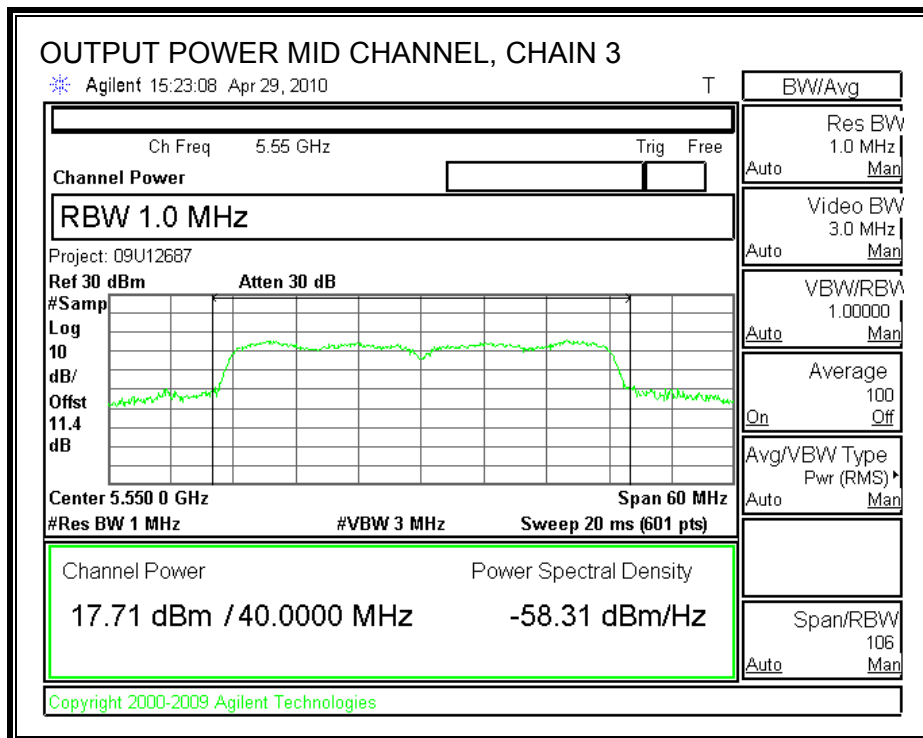 OUTPUT POWER MID CHANNEL, CHAIN 3
Agilent 15:23:08 Apr 29, 2010 T
Ch Freq 5.55 GHz Trig Free
Channel Power
RBW 1.0 MHz
Project: 09U12687
Ref 30 dBm Atten 30 dB
#Samp
Log
10
dB/
Offst
11.4
dB
Center 5.550 0 GHz Span 60 MHz
#Res BW 1 MHz #VBW 3 MHz Sweep 20 ms (601 pts)
Channel Power Power Spectral Density
17.71 dBm / 40.0000 MHz -58.31 dBm/Hz
Copyright 2000-2009 Agilent Technologies
BW/Avg
Res BW
1.0 MHz
Auto Man
Video BW
3.0 MHz
Auto Man
VBW/RBW
1.00000
Auto Man
Average
100
On Off
Avg/VBW Type
Pwr (RMS)
Auto Man
Span/RBW
106
Auto Man